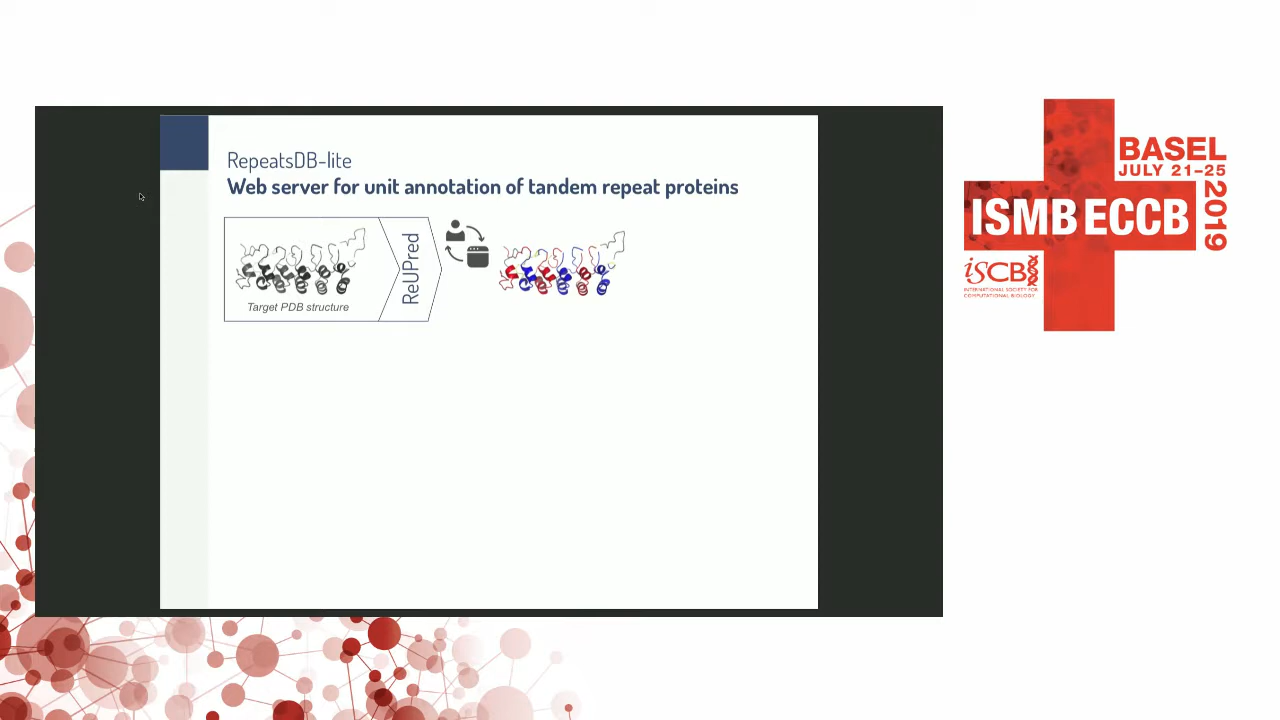 RepeatsDB-lite
Web server for unit annotation of tandem repeat proteins
Target PDB structure
ReUPred
BASEL
JULY 21–25
2019
ISMB ECCB
ISCB
INTERNATIONAL SOCIETY FOR
COMPUTATIONAL BIOLOGY